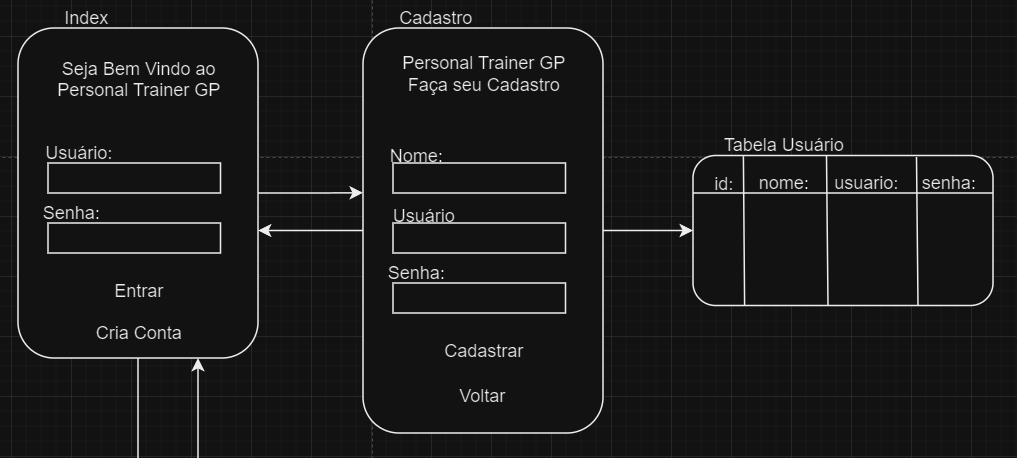 Index
Seja Bem Vindo ao
Personal Trainer GP
Usuário:
Senha:
Entrar
Cria Conta
Cadastro
Personal Trainer GP
Faça seu Cadastro
Nome:
Usuário
Senha:
Cadastrar
Voltar
Tabela Usuário
id: nome: usuario: senha: